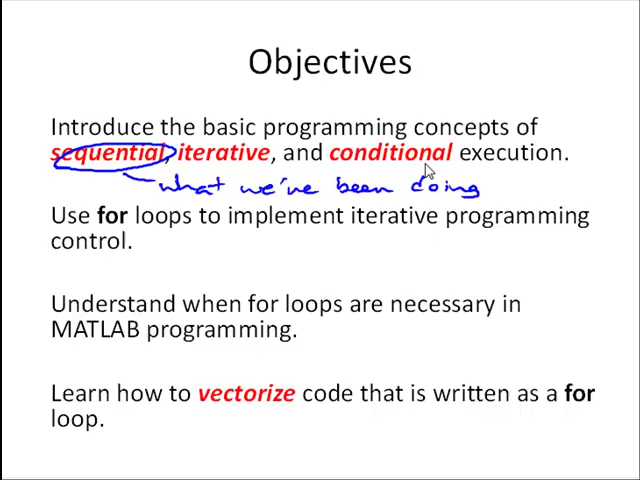 Objectives
Introduce the basic programming concepts of
sequential, iterative, and conditional execution.
what we've been doing
Use for loops to implement iterative programming
control.
Understand when for loops are necessary in
MATLAB programming.
Learn how to vectorize code that is written as a for
loop.